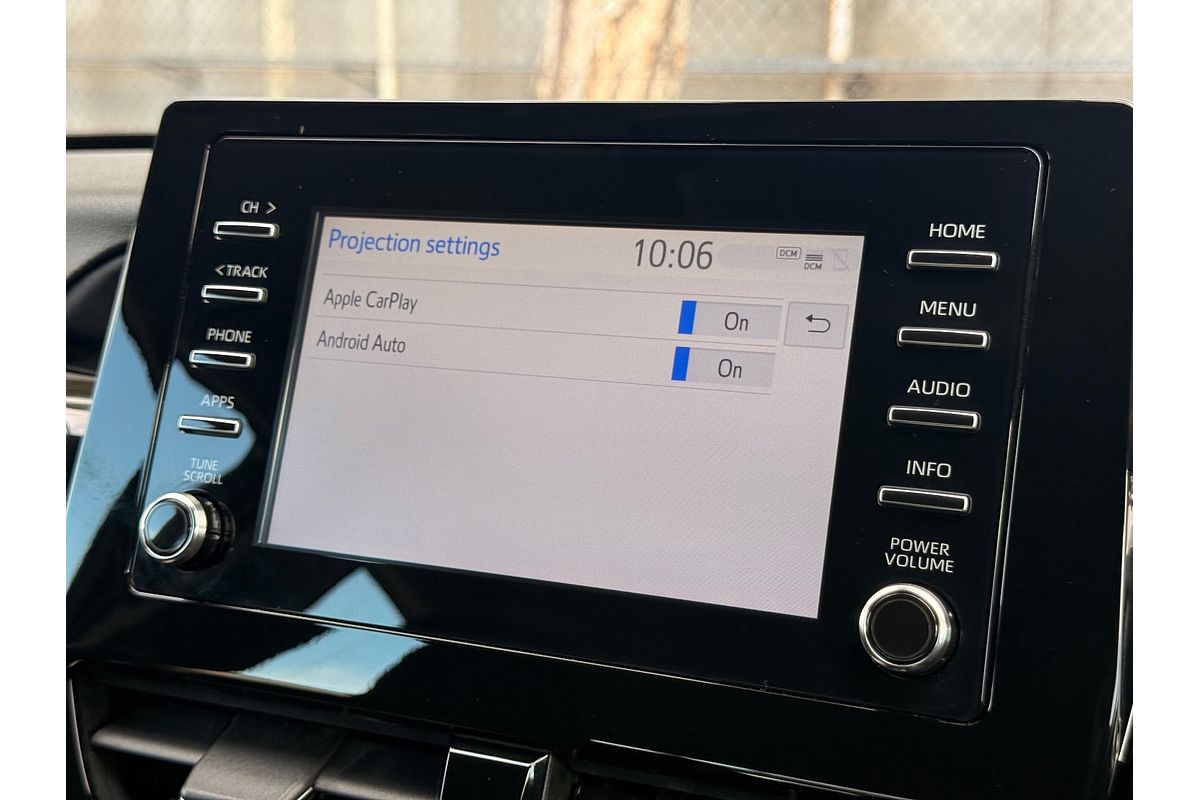 CH >
< TRACK
PHONE
APPS
TUNE
SCROLL
Projection settings
10:06
DCM
DCM
Apple CarPlay
On
Android Auto
On
HOME
MENU
AUDIO
INFO
POWER
VOLUME